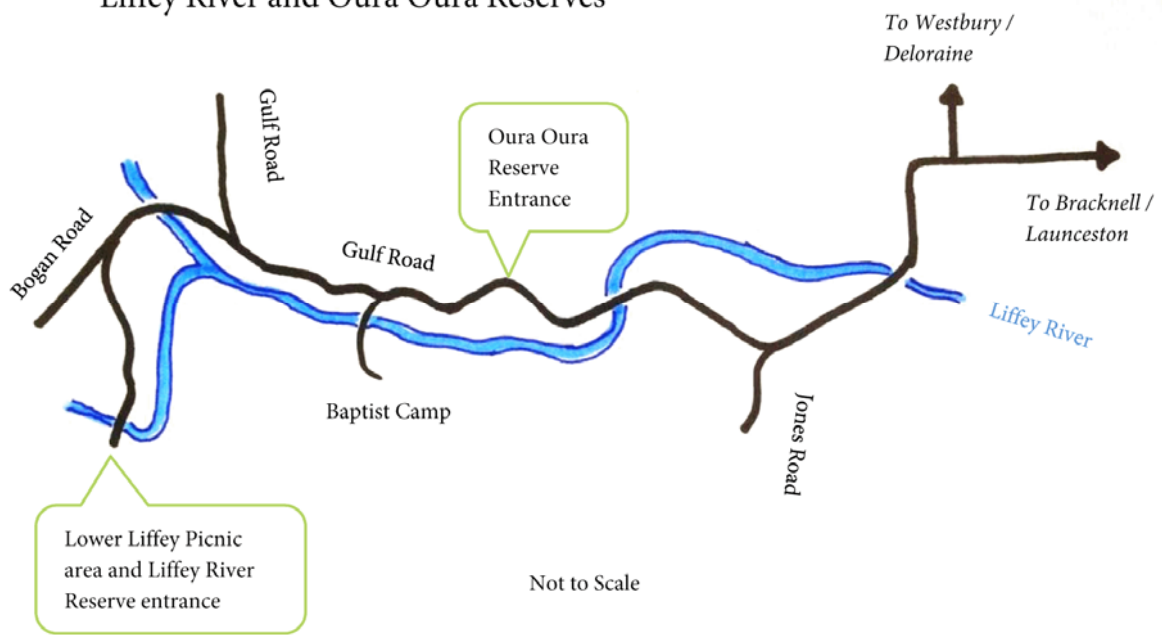 Liffey River and Oura Oura Reserves
To Westbury /
Deloraine
Gulf Road
Oura Oura
Reserve
Entrance
To Bracknell /
Launceston
Bogan Road
Gulf Road
Liffey River
Baptist Camp
Jones Road
Lower Liffey Picnic
area and Liffey River
Reserve entrance
Not to Scale